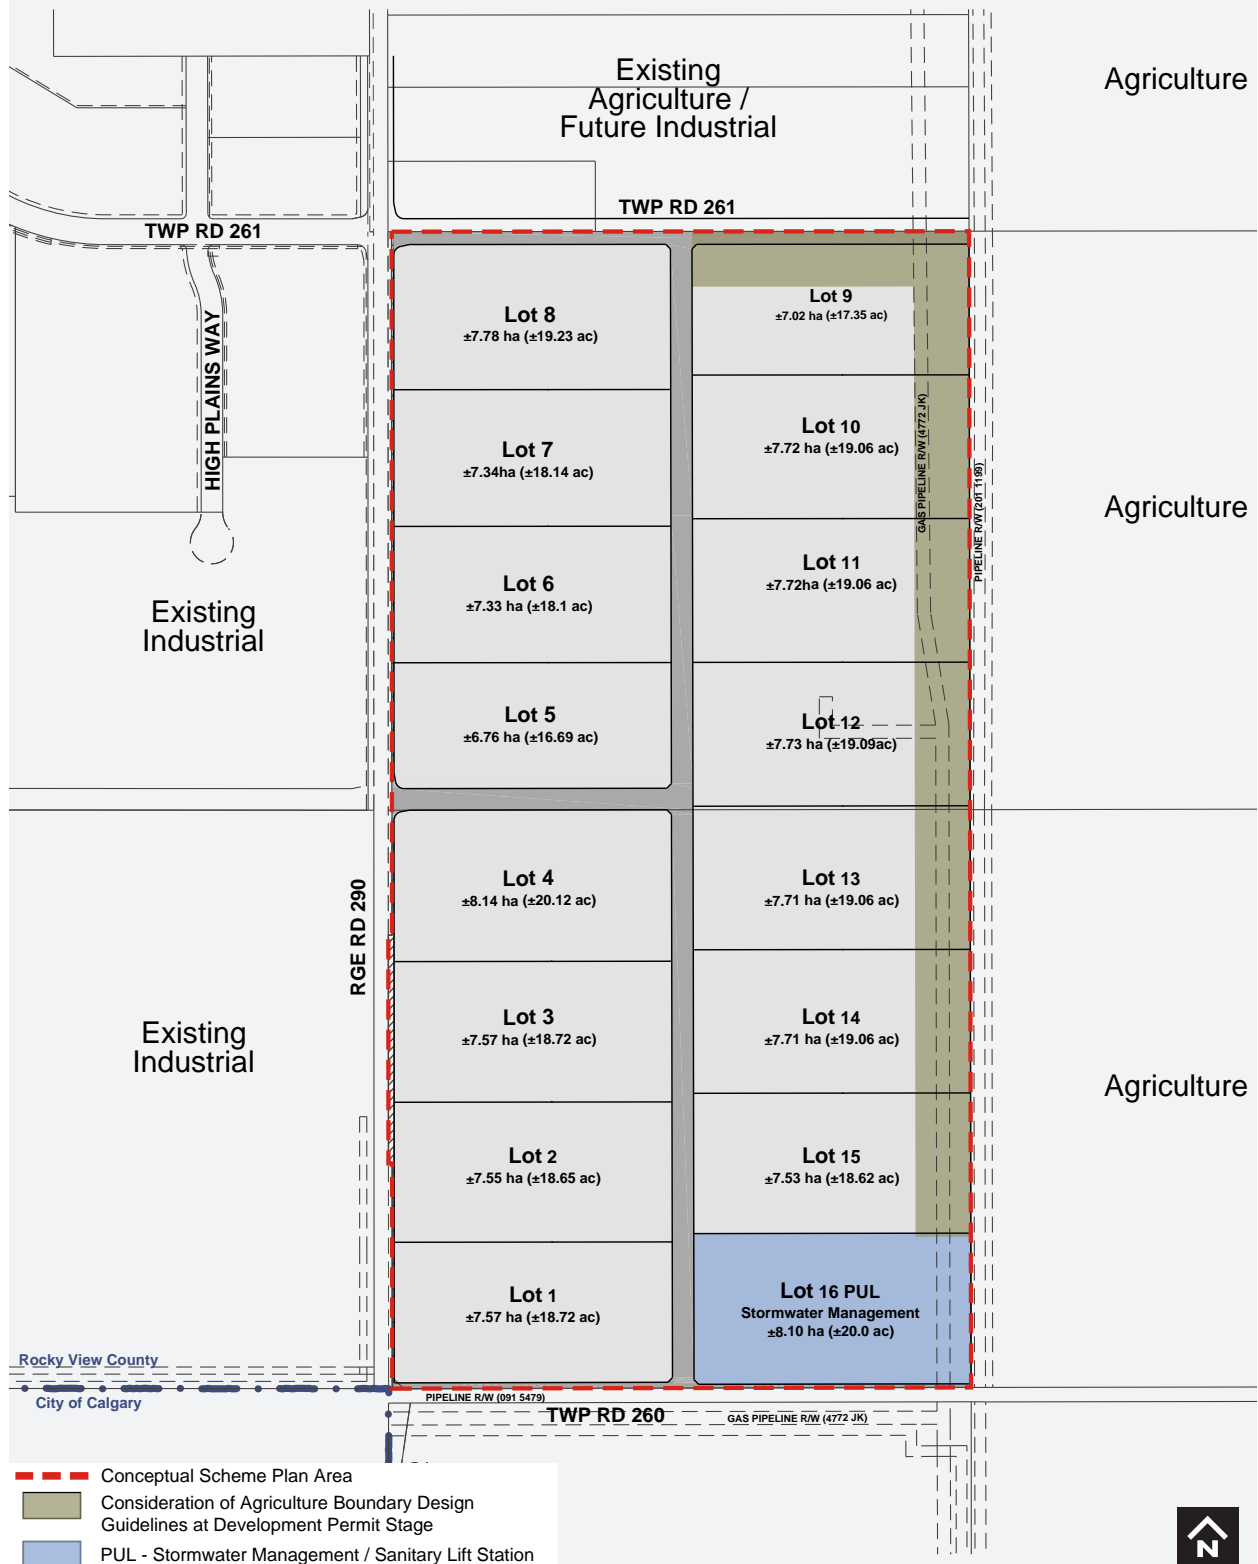 Existing
Agriculture /
Future Industrial
Agriculture
TWP RD 261
TWP RD 261
HIGH PLAINS WAY
Lot 8
±7.78 ha (±19.23 ac)
Lot 9
±7.02 ha (±17.35 ac)
Lot 7
±7.34ha (±18.14 ac)
Lot 10
±7.72 ha (±19.06 ac)
GAS PIPELINE R/W (4772 JK)
PIPELINE R/W (201 1199)
Agriculture
Lot 6
±7.33 ha (±18.1 ac)
Lot 11
±7.72ha (±19.06 ac)
Existing
Industrial
Lot 5
±6.76 ha (±16.69 ac)
Lot 12
±7.73 ha (±19.09ac)
RGE RD 290
Lot 4
±8.14 ha (±20.12 ac)
Lot 13
±7.71 ha (±19.06 ac)
Existing
Industrial
Lot 3
±7.57 ha (±18.72 ac)
Lot 14
±7.71 ha (±19.06 ac)
Agriculture
Lot 2
±7.55 ha (±18.65 ac)
Lot 15
±7.53 ha (±18.62 ac)
Lot 1
±7.57 ha (±18.72 ac)
Lot 16 PUL
Stormwater Management
±8.10 ha (±20.0 ac)
Rocky View County
City of Calgary
PIPELINE R/W (091 5479)
TWP RD 260
GAS PIPELINE R/W (4772 JK)
Conceptual Scheme Plan Area
Consideration of Agriculture Boundary Design
Guidelines at Development Permit Stage
PUL - Stormwater Management / Sanitary Lift Station
N